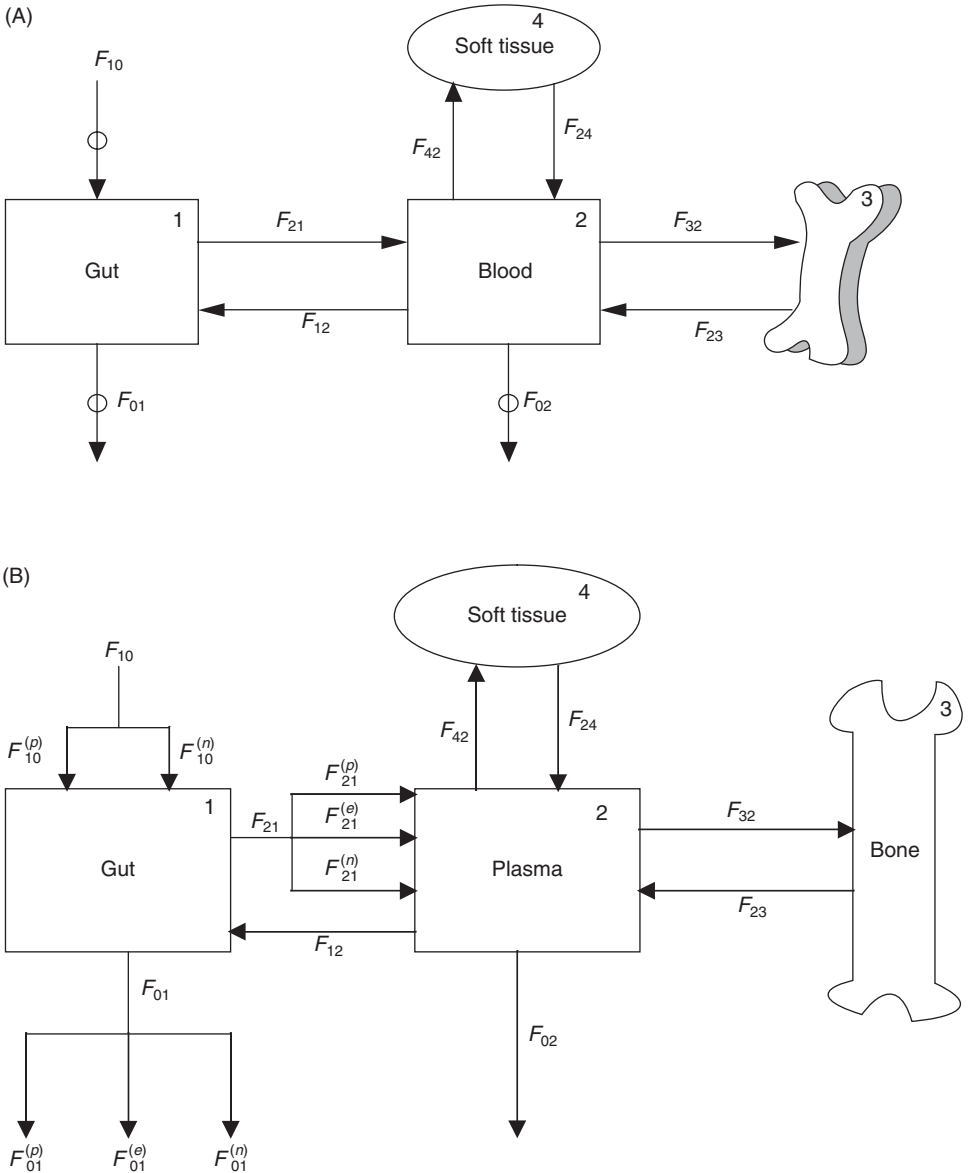 (A)
4
Soft tissue
F₁₀
F₄₂
F₂₄
1
Gut
F₂₁
F₁₂
2
Blood
F₃₂
F₂₃
3
F₀₁
F₀₂
(B)
4
Soft tissue
F₁₀
F₁₀⁽ᵖ⁾
F₁₀⁽ⁿ⁾
F₄₂
F₂₄
1
Gut
F₂₁
F₂₁⁽ᵖ⁾
F₂₁⁽ᵉ⁾
F₂₁⁽ⁿ⁾
F₁₂
2
Plasma
F₃₂
F₂₃
3
Bone
F₀₁
F₀₂
F₀₁⁽ᵖ⁾
F₀₁⁽ᵉ⁾
F₀₁⁽ⁿ⁾